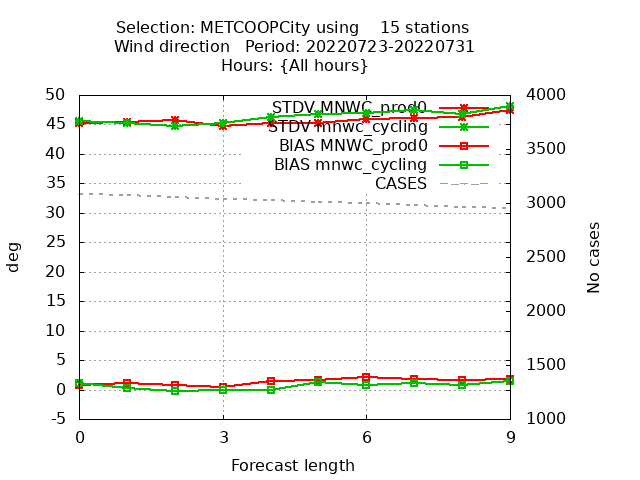 Selection: METCOOPCity using    15 stations
Wind direction   Period: 20220723-20220731
Hours: {All hours}
50 4000
STDV MNWC_prod0
45
STDV mnwc_cycling
40 3500
BIAS MNWC_prod0
BIAS mnwc_cycling
35
CASES
30 3000
25 2500
deg
No cases
20
15 2000
10
5 1500
0
-5 1000
0 3 6 9
Forecast length